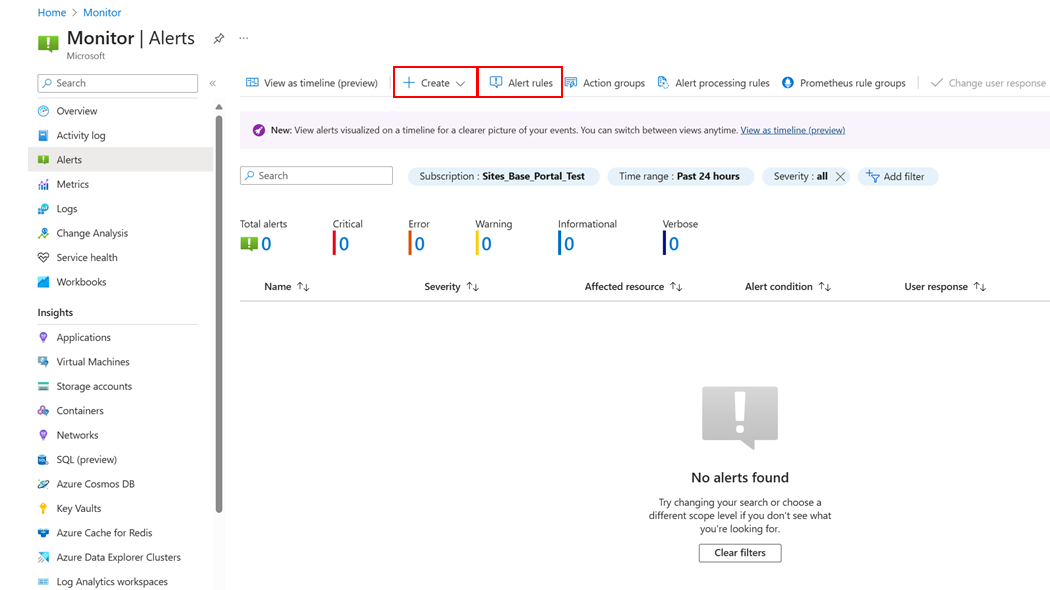 Home > Monitor
Monitor | Alerts
Microsoft
Search
Overview
Activity log
Alerts
Metrics
Logs
Change Analysis
Service health
Workbooks
Insights
Applications
Virtual Machines
Storage accounts
Containers
Networks
SQL (preview)
Azure Cosmos DB
Key Vaults
Azure Cache for Redis
Azure Data Explorer Clusters
Log Analytics workspaces
View as timeline (preview) Create Alert rules Action groups Alert processing rules Prometheus rule groups Change user response
New: View alerts visualized on a timeline for a clearer picture of your events. You can switch between views anytime. View as timeline (preview)
Search Subscription : Sites_Base_Portal_Test Time range : Past 24 hours Severity : all Add filter
Total alerts Critical Error Warning Informational Verbose
0 0 0 0 0 0
Name Severity Affected resource Alert condition User response
No alerts found
Try changing your search or choose a
different scope level if you don't see what
you're looking for.
Clear filters